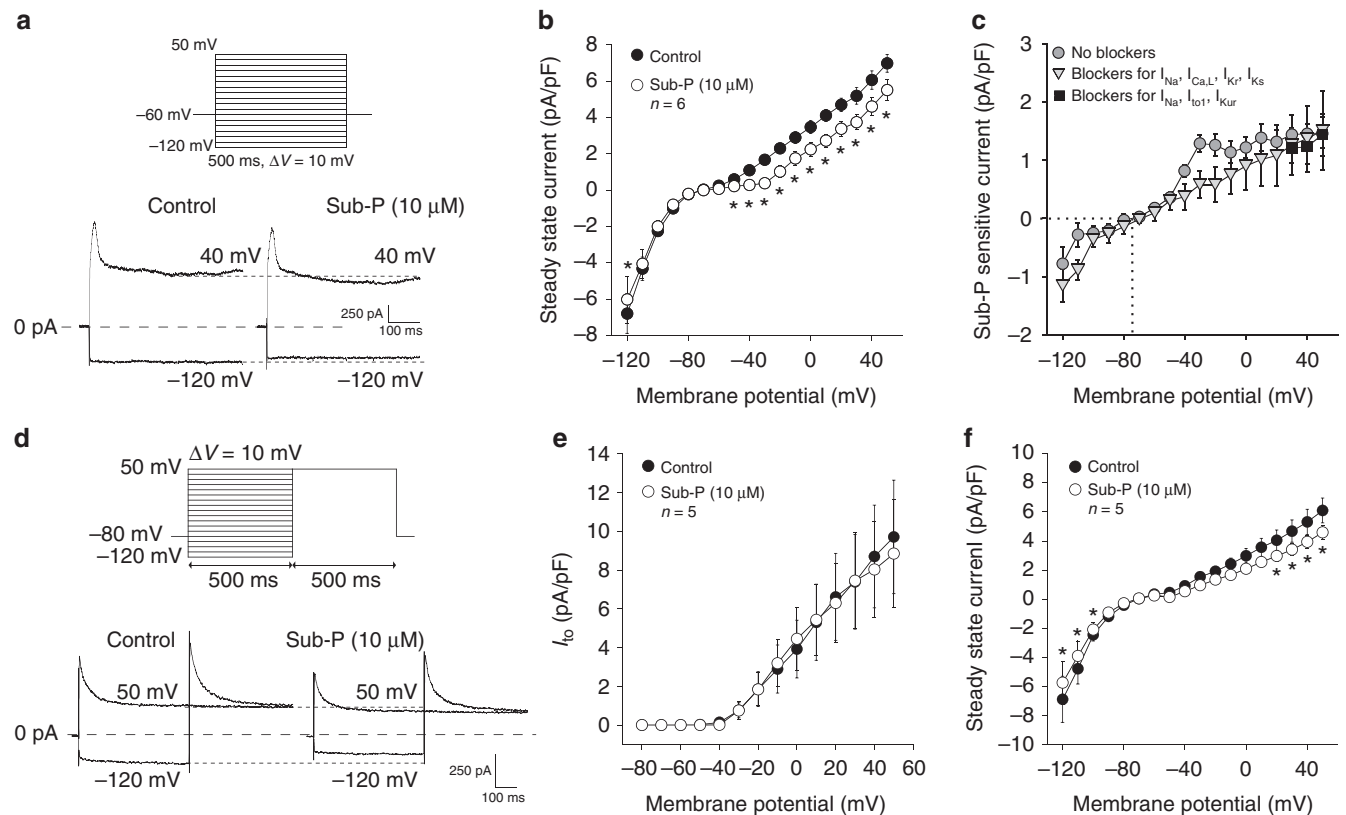 a
50 mV
−60 mV
−120 mV
500 ms, ΔV = 10 mV
Control
Sub-P (10 μM)
40 mV
40 mV
0 pA
250 pA
100 ms
−120 mV
−120 mV
b
Steady state current (pA/pF)
8
6
4
2
0
−2
−4
−6
−8
Control
Sub-P (10 μM)
n = 6
*
* * *
*
*
*
*
*
*
*
*
−120
−80
−40
0
40
Membrane potential (mV)
c
Sub-P sensitive current (pA/pF)
3
2
1
0
−1
−2
No blockers
Blockers for INa, ICa,L, IKr, IKs
Blockers for INa, Ito1, IKur
−120
−80
−40
0
40
Membrane potential (mV)
d
ΔV = 10 mV
50 mV
−80 mV
−120 mV
500 ms
500 ms
Control
Sub-P (10 μM)
50 mV
50 mV
0 pA
−120 mV
−120 mV
250 pA
100 ms
e
Ito (pA/pF)
14
12
10
8
6
4
2
0
Control
Sub-P (10 μM)
n = 5
−80 −60 −40 −20 0 20 40 60
Membrane potential (mV)
f
Steady state current (pA/pF)
10
8
6
4
2
0
−2
−4
−6
−8
−10
Control
Sub-P (10 μM)
n = 5
*
*
*
* * *
*
−120
−80
−40
0
40
Membrane potential (mV)